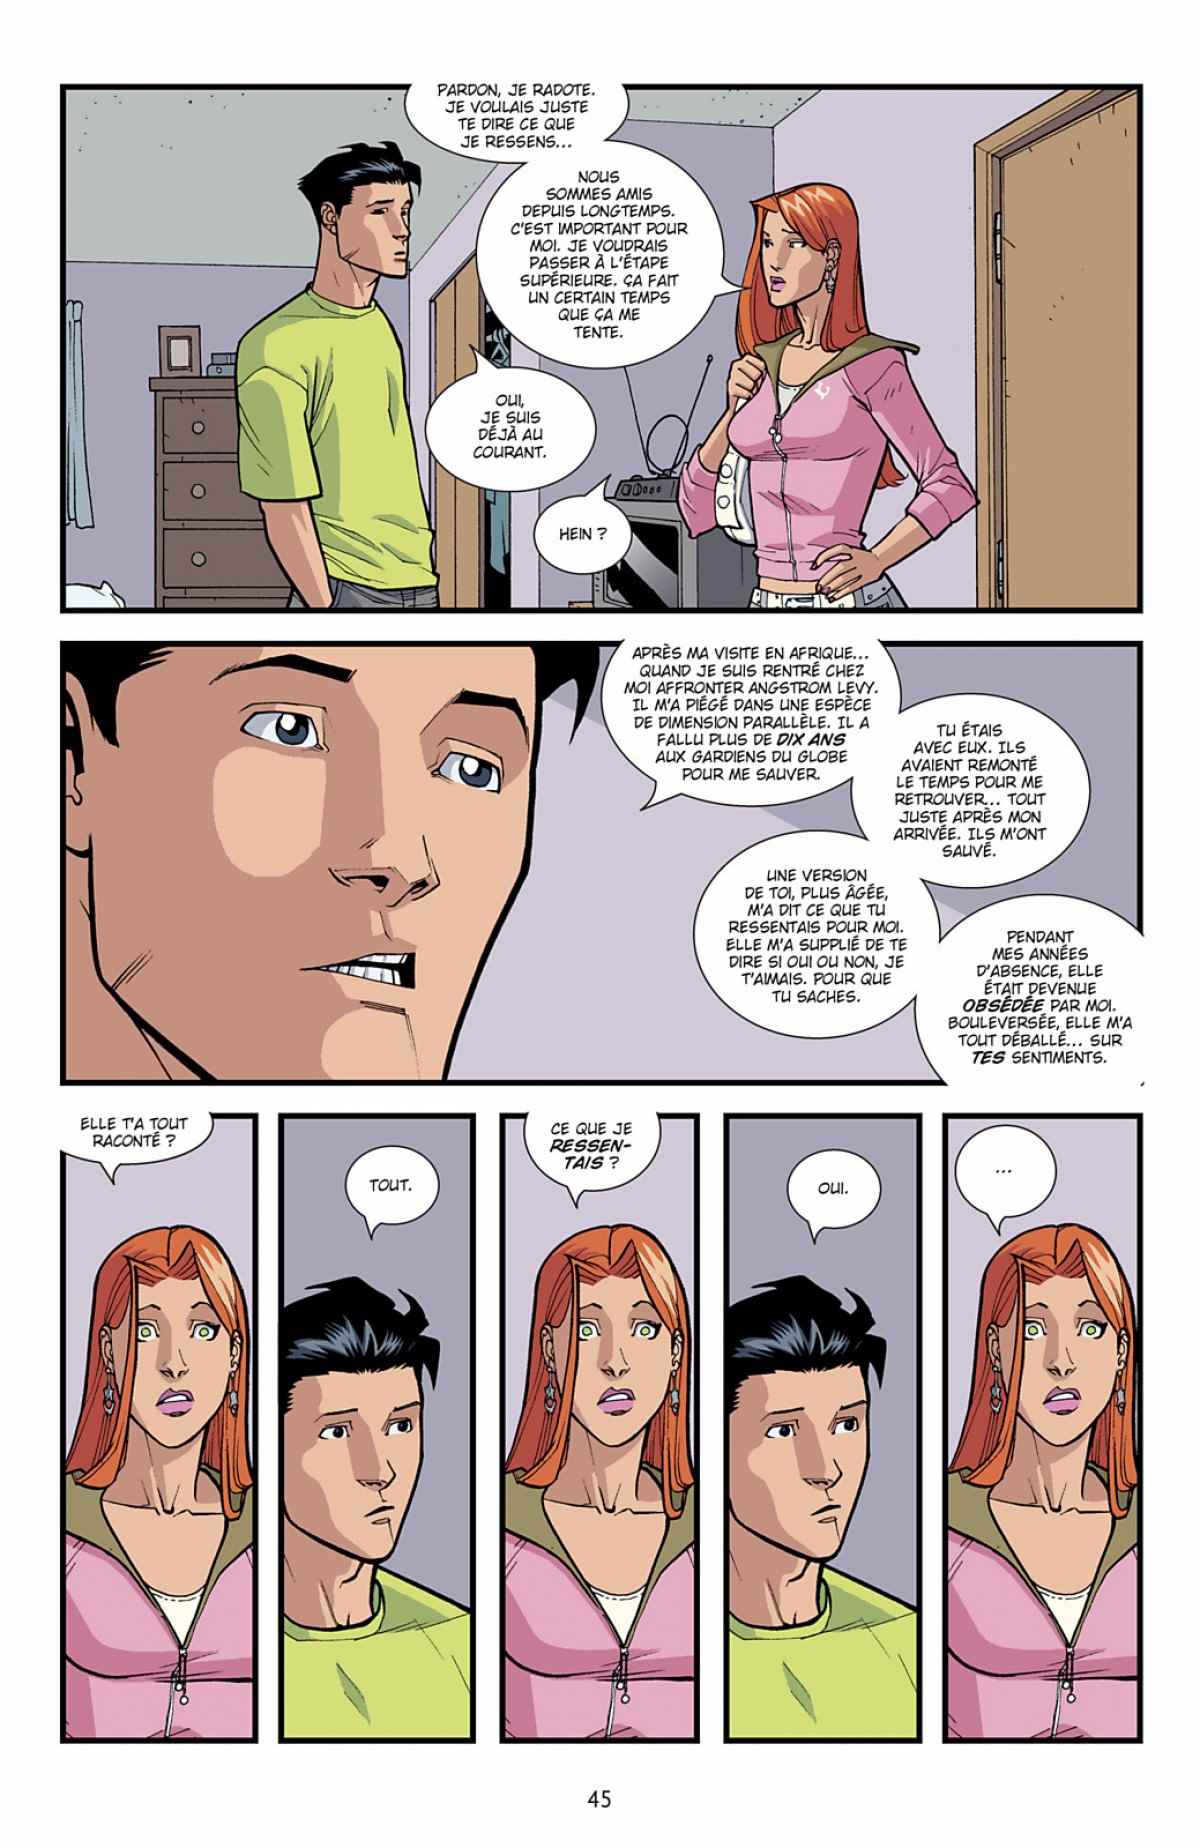 PARDON, JE RADOTE.
JE VOULAIS JUSTE
TE DIRE CE QUE
JE RESSENS...
NOUS
SOMMES AMIS
DEPUIS LONGTEMPS.
C'EST IMPORTANT POUR
MOI. JE VOUDRAIS
PASSER À L'ÉTAPE
SUPÉRIEURE. ÇA FAIT
UN CERTAIN TEMPS
QUE ÇA ME
TENTE.
OUI,
JE SUIS
DÉJÀ AU
COURANT.
HEIN ?
APRÈS MA VISITE EN AFRIQUE...
QUAND JE SUIS RENTRÉ CHEZ
MOI AFFRONTER ANGSTROM LEVY.
IL M'A PIÉGÉ DANS UNE ESPÈCE
DE DIMENSION PARALLÈLE. IL A
FALLU PLUS DE DIX ANS
AUX GARDIENS DU GLOBE
POUR ME SAUVER.
TU ÉTAIS
AVEC EUX. ILS
AVAIENT REMONTÉ
LE TEMPS POUR ME
RETROUVER... TOUT
JUSTE APRÈS MON
ARRIVÉE. ILS M'ONT
SAUVÉ.
UNE VERSION
DE TOI, PLUS ÂGÉE,
M'A DIT CE QUE TU
RESSENTAIS POUR MOI.
ELLE M'A SUPPLIÉ DE TE
DIRE SI OUI OU NON, JE
T'AIMAIS. POUR QUE
TU SACHES.
PENDANT
MES ANNÉES
D'ABSENCE, ELLE
ÉTAIT DEVENUE
OBSÉDÉE PAR MOI.
BOULEVERSÉE, ELLE M'A
TOUT DÉBALLÉ... SUR
TES SENTIMENTS.
ELLE T'A TOUT
RACONTÉ ?
TOUT.
CE QUE JE
RESSEN-
TAIS ?
OUI.
...
45